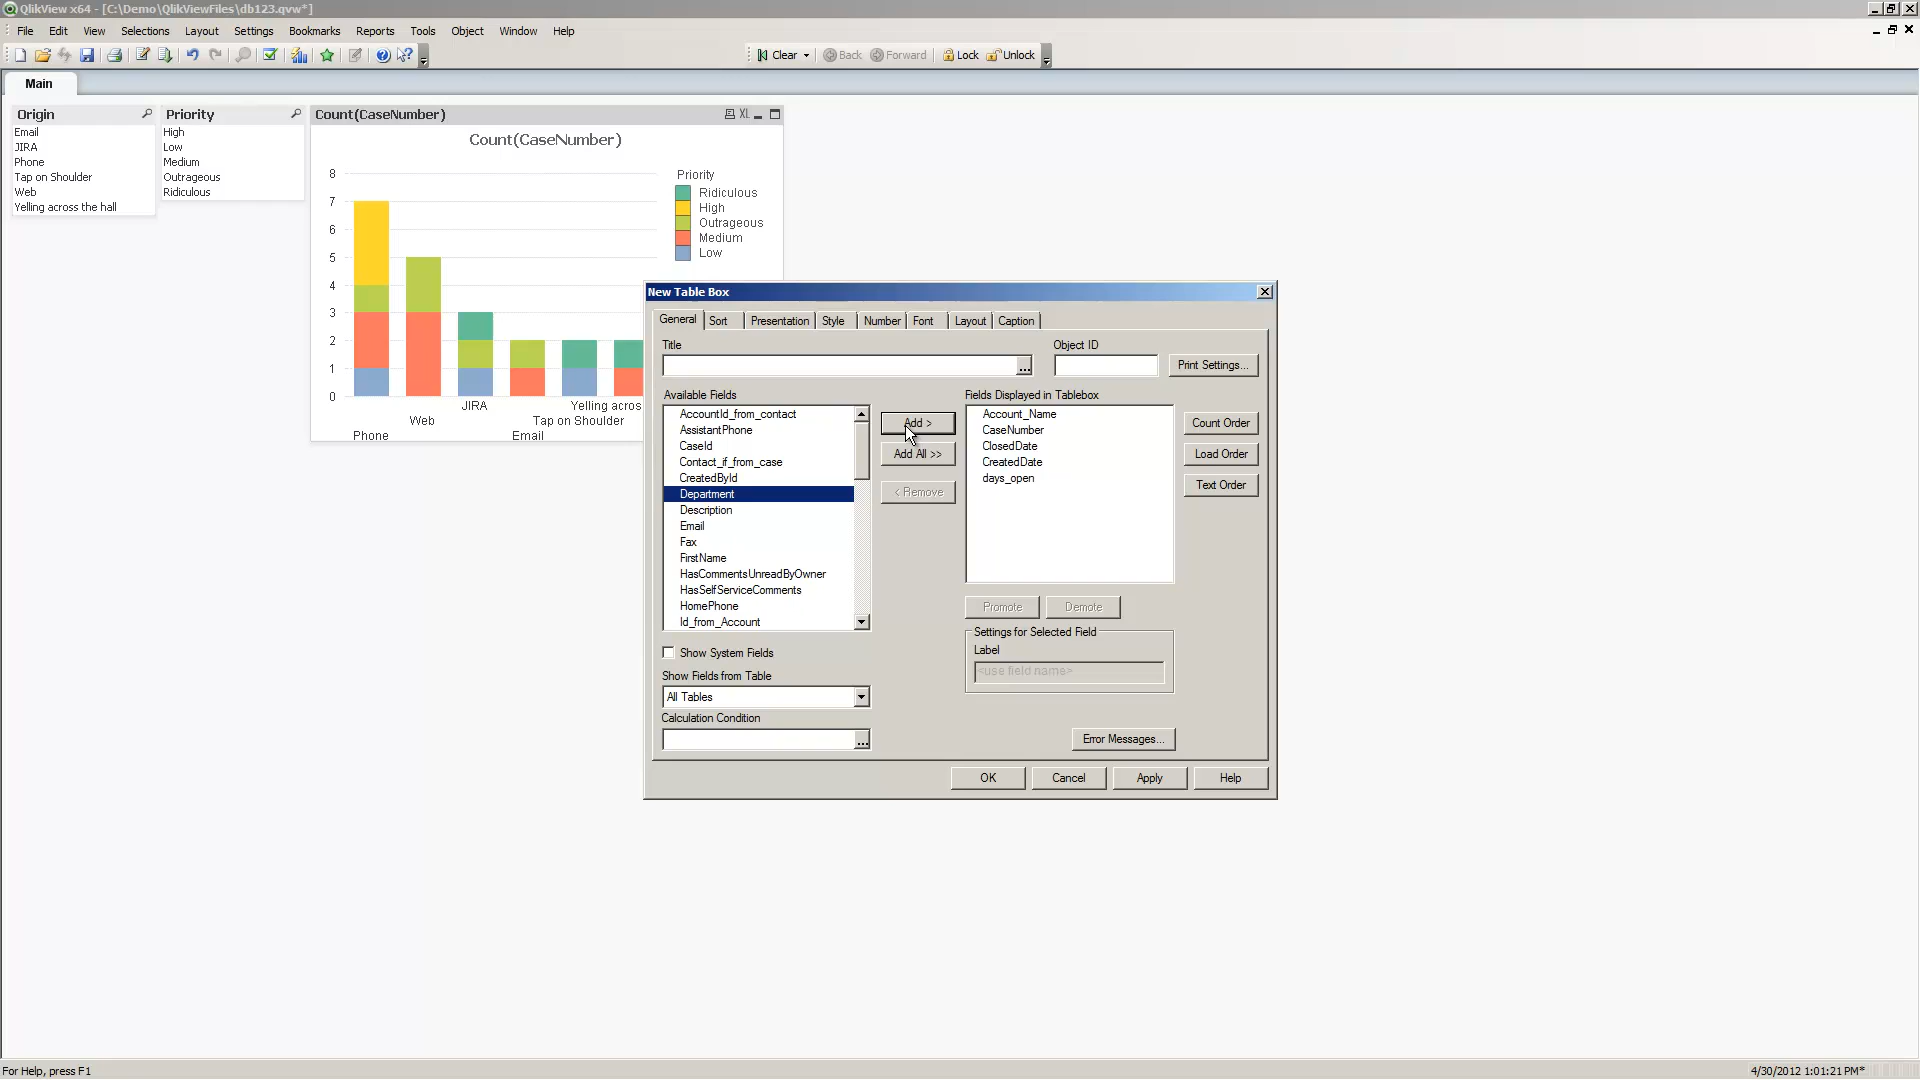 QlikView x64 - [C:\Demo\QlikViewFiles\db123.qvw*]
File Edit View Selections Layout Settings Bookmarks Reports Tools Object Window Help
Clear Back Forward Lock Unlock
Main
Origin
Email
JIRA
Phone
Tap on Shoulder
Web
Yelling across the hall
Priority
High
Low
Medium
Outrageous
Ridiculous
Count(CaseNumber) XL
Count(CaseNumber)
8
7
6
5
4
3
2
1
0
Priority
Ridiculous
High
Outrageous
Medium
Low
JIRA Yelling acros
Web Tap on Shoulder
Phone Email
New Table Box
General Sort Presentation Style Number Font Layout Caption
Title
Object ID
Print Settings...
Available Fields
AccountId_from_contact
AssistantPhone
CaseId
Contact_if_from_case
CreatedById
Department
Description
Email
Fax
FirstName
HasCommentsUnreadByOwner
HasSelfServiceComments
HomePhone
Id_from_Account
Add >
Add All >>
< Remove
Fields Displayed in Tablebox
Account_Name
CaseNumber
ClosedDate
CreatedDate
days_open
Count Order
Load Order
Text Order
Promote Demote
Settings for Selected Field
Label
<use field name>
Show System Fields
Show Fields from Table
All Tables
Calculation Condition
...
Error Messages...
OK Cancel Apply Help
For Help, press F1
4/30/2012 1:01:21 PM*